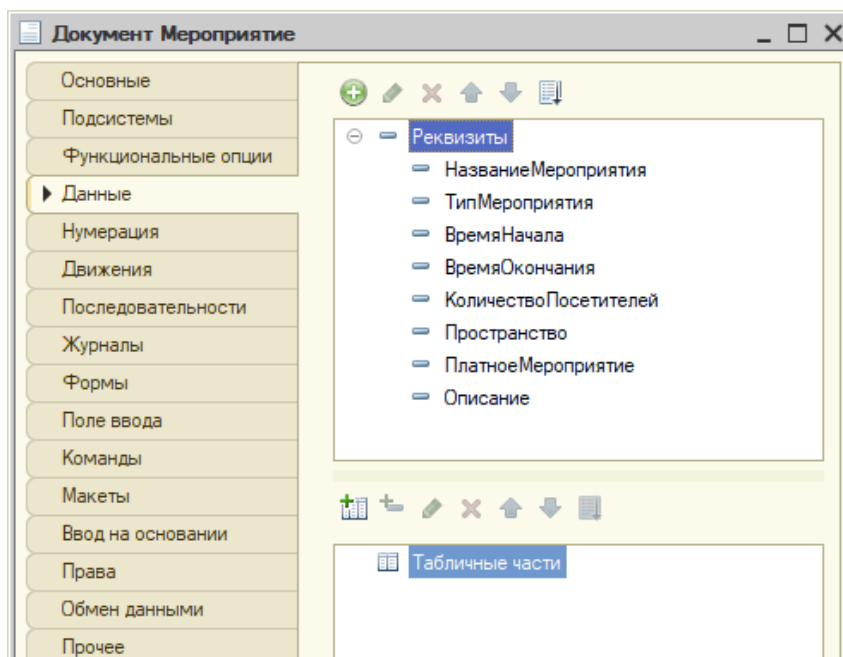 Документ Мероприятие
Основные
Подсистемы
Функциональные опции
Данные
Нумерация
Движения
Последовательности
Журналы
Формы
Поле ввода
Команды
Макеты
Ввод на основании
Права
Обмен данными
Прочее
Реквизиты
НазваниеМероприятия
ТипМероприятия
ВремяНачала
ВремяОкончания
КоличествоПосетителей
Пространство
ПлатноеМероприятие
Описание
Табличные части